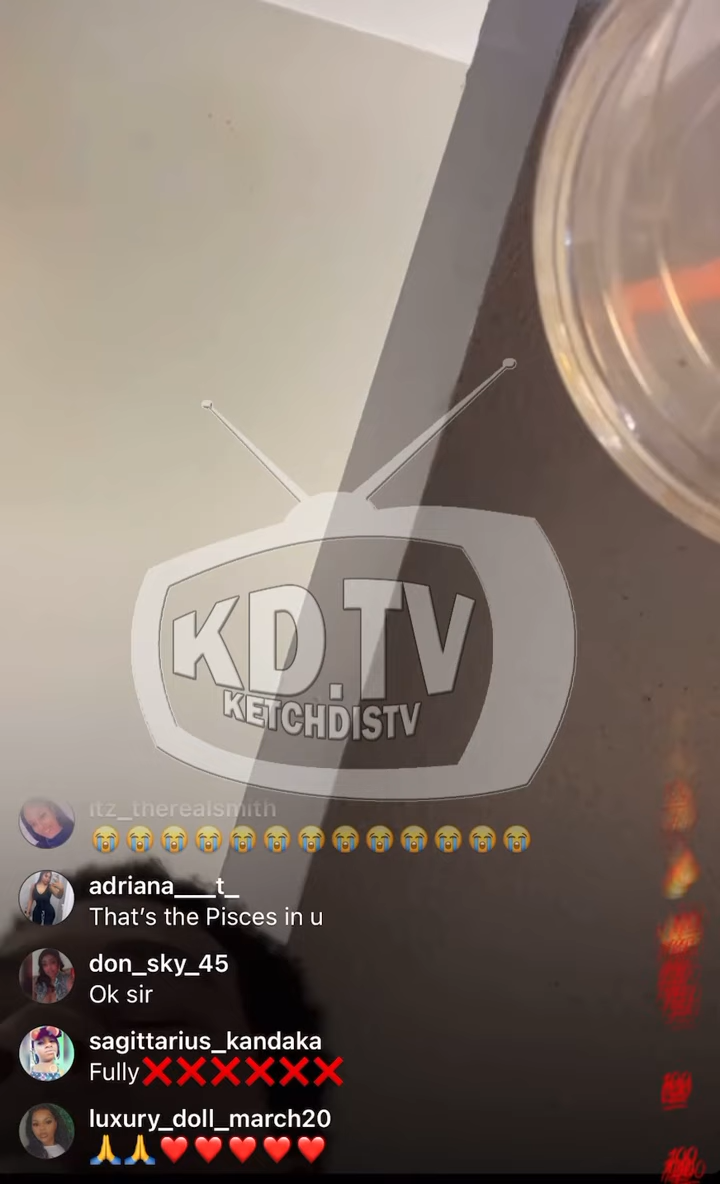 KD.TV
KETCHDISTV
itz_therealsmith
😭😭😭😭😭😭😭😭😭😭😭😭😭
adriana___t_
That’s the Pisces in u
don_sky_45
Ok sir
sagittarius_kandaka
Fully❌❌❌❌❌❌
luxury_doll_march20
🙏🙏❤️❤️❤️❤️❤️